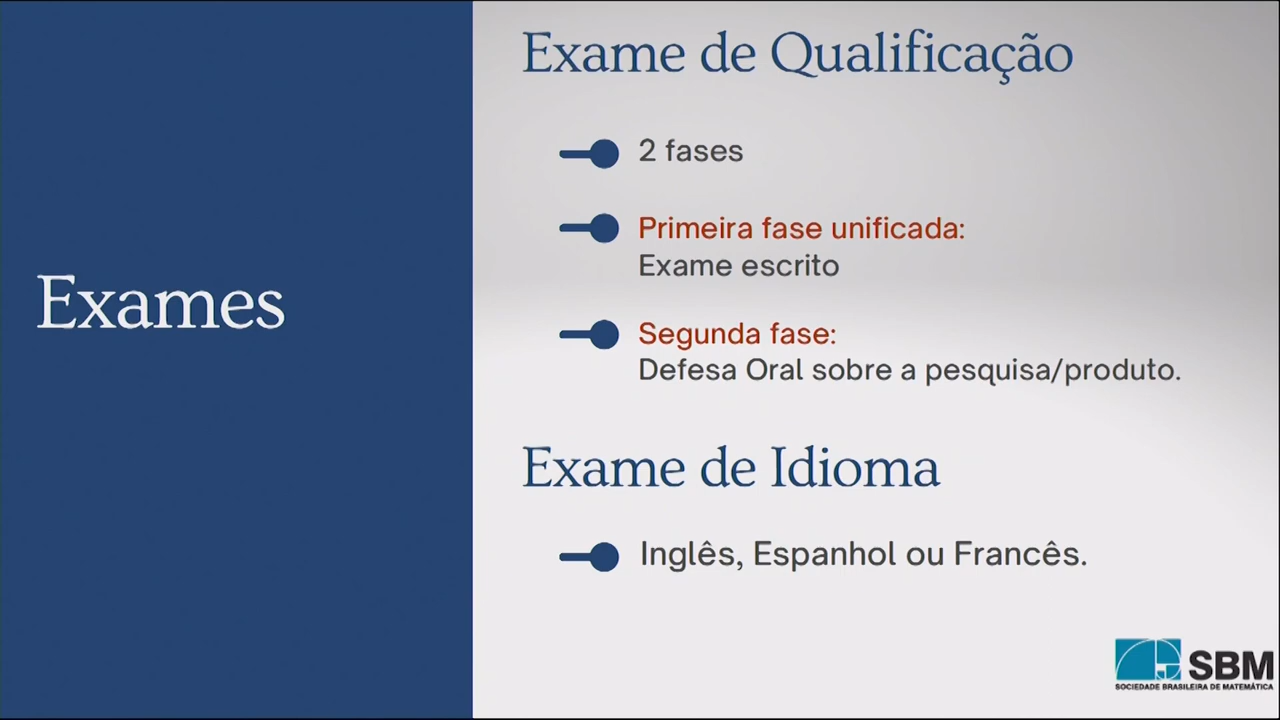 Exames
Exame de Qualificação
2 fases
Primeira fase unificada:
Exame escrito
Segunda fase:
Defesa Oral sobre a pesquisa/produto.
Exame de Idioma
Inglês, Espanhol ou Francês.
SBM
SOCIEDADE BRASILEIRA DE MATEMÁTICA